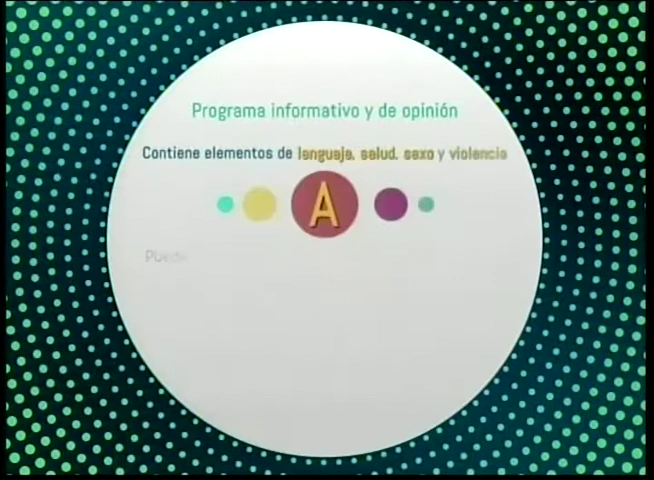 Programa informativo y de opinión
Contiene elementos de lenguaje, salud, sexo y violencia
A